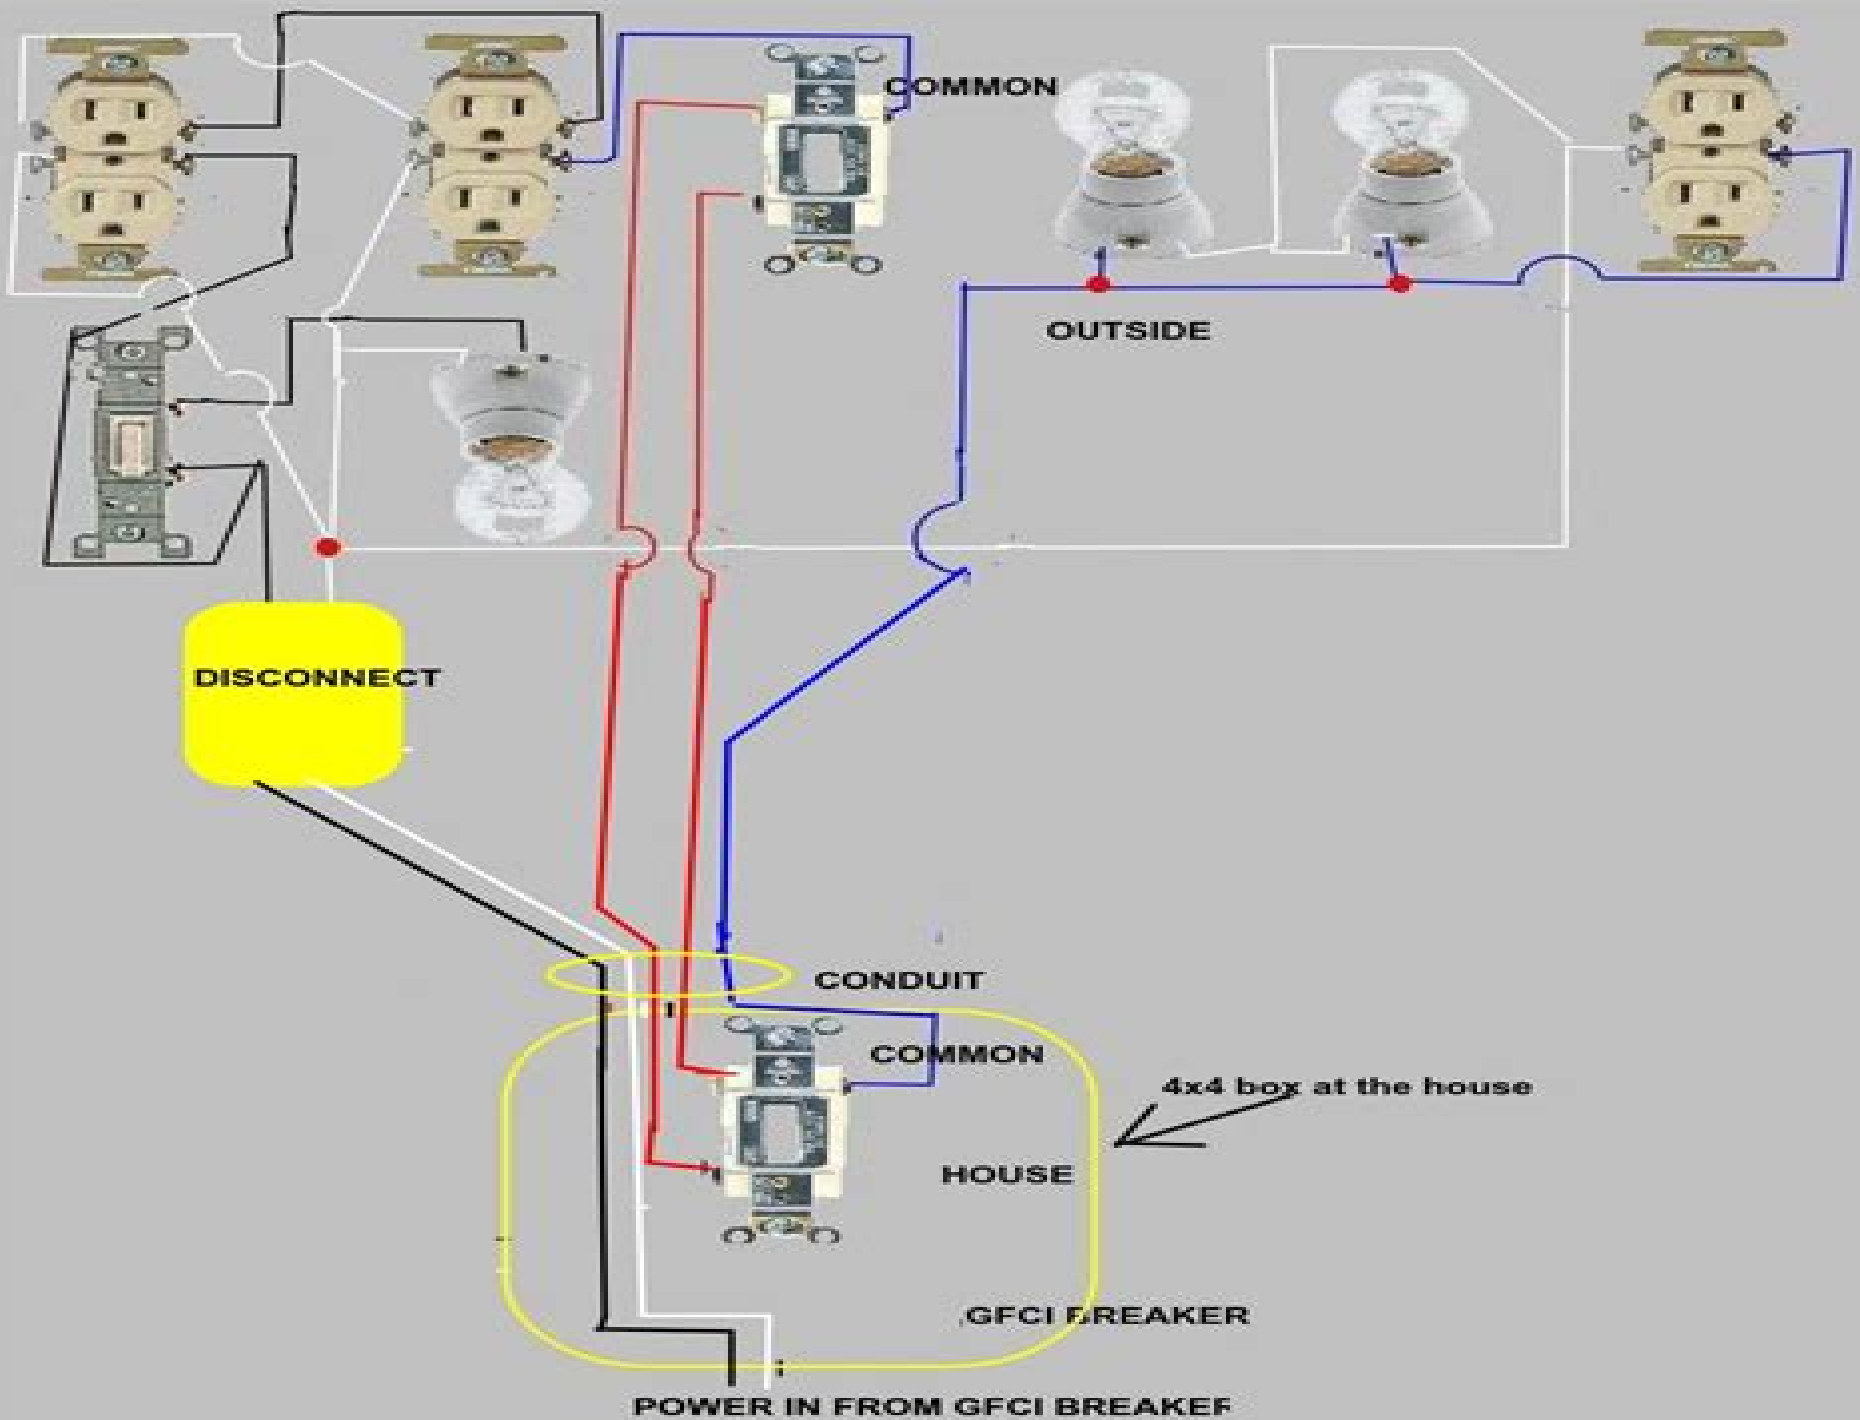 COMMON
OUTSIDE
DISCONNECT
CONDUIT
COMMON
4x4 box at the house
HOUSE
GFCI BREAKER
POWER IN FROM GFCI BREAKER